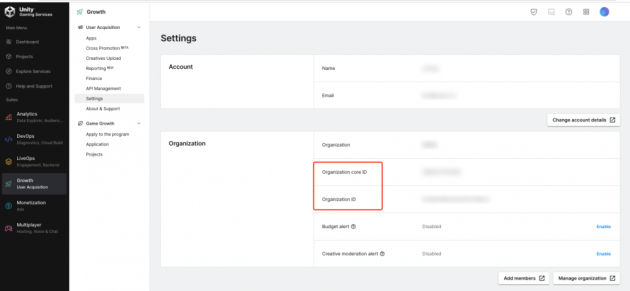 Unity
Gaming Services
Main Menu
Dashboard
Projects
Explore Services
Help and Support
Suites
Analytics
Data Explorer, Audienc...
DevOps
Diagnostics, Cloud Build
LiveOps
Engagement, Backend
Growth
User Acquisition
Monetization
Ads
Multiplayer
Hosting, Voice & Chat
Growth
User Acquisition
Apps
Cross Promotion BETA
Creatives Upload
Reporting NEW
Finance
API Management
Settings
About & Support
Game Growth
Apply to the program
Application
Projects
Settings
Account
Name
Email
Change account details
Organization
Organization
Organization core ID
Organization ID
Budget alert
Disabled
Enable
Creative moderation alert
Disabled
Enable
Add members
Manage organization